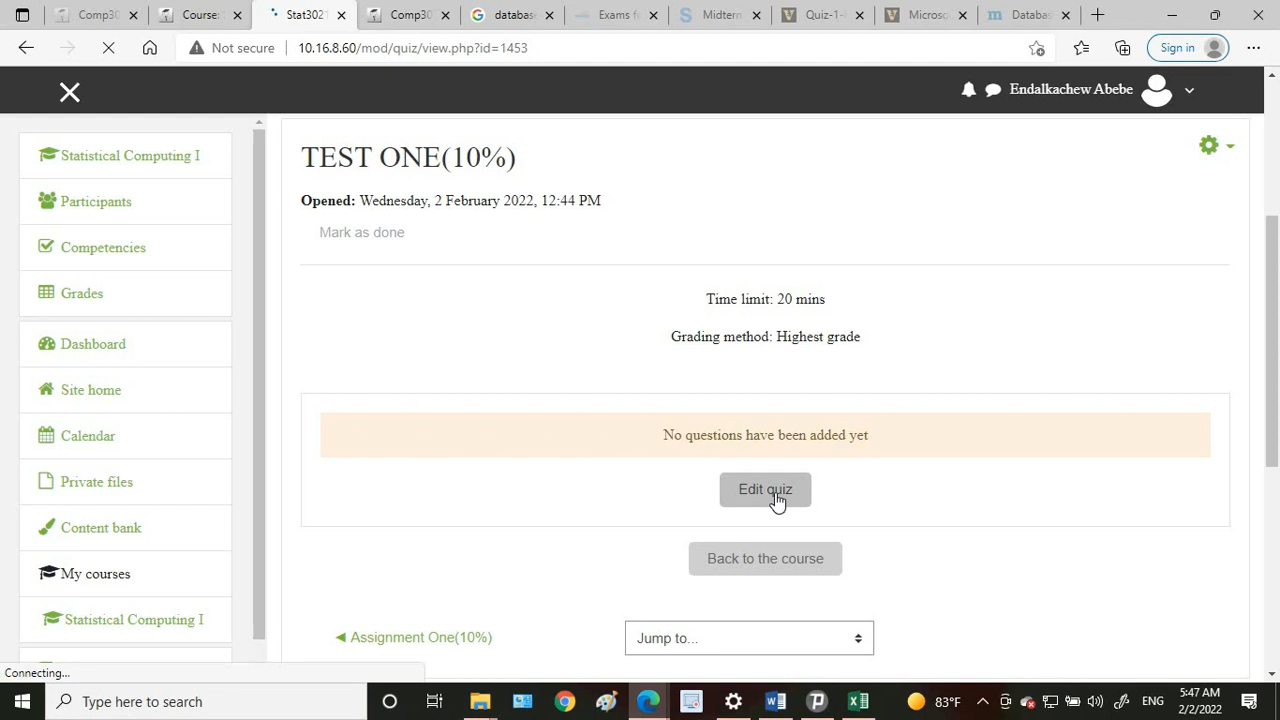 Comp30
Course:
Stat3021
Comp30
database
Exams fo
Midterm
Quiz-1-
Microso
Databas
Not secure
10.16.8.60/mod/quiz/view.php?id=1453
Sign in
Endalkachew Abebe
Statistical Computing I
Participants
Competencies
Grades
Dashboard
Site home
Calendar
Private files
Content bank
My courses
Statistical Computing I
TEST ONE(10%)
Opened: Wednesday, 2 February 2022, 12:44 PM
Mark as done
Time limit: 20 mins
Grading method: Highest grade
No questions have been added yet
Edit quiz
Back to the course
◄ Assignment One(10%)
Jump to...
Connecting...
Type here to search
83°F
ENG
5:47 AM
2/2/2022